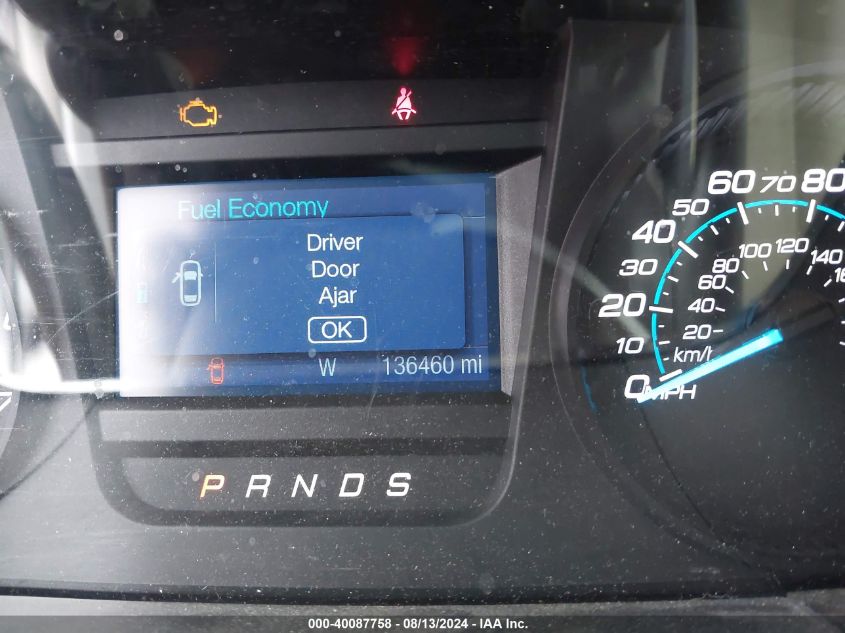 Fuel Economy
Driver
Door
Ajar
OK
W 136460 mi
P R N D S
0 10 20 30 40 50 60 70 80
20 40 60 80 100 120 140
km/h
MPH
000-40087758 - 08/13/2024 - IAA Inc.